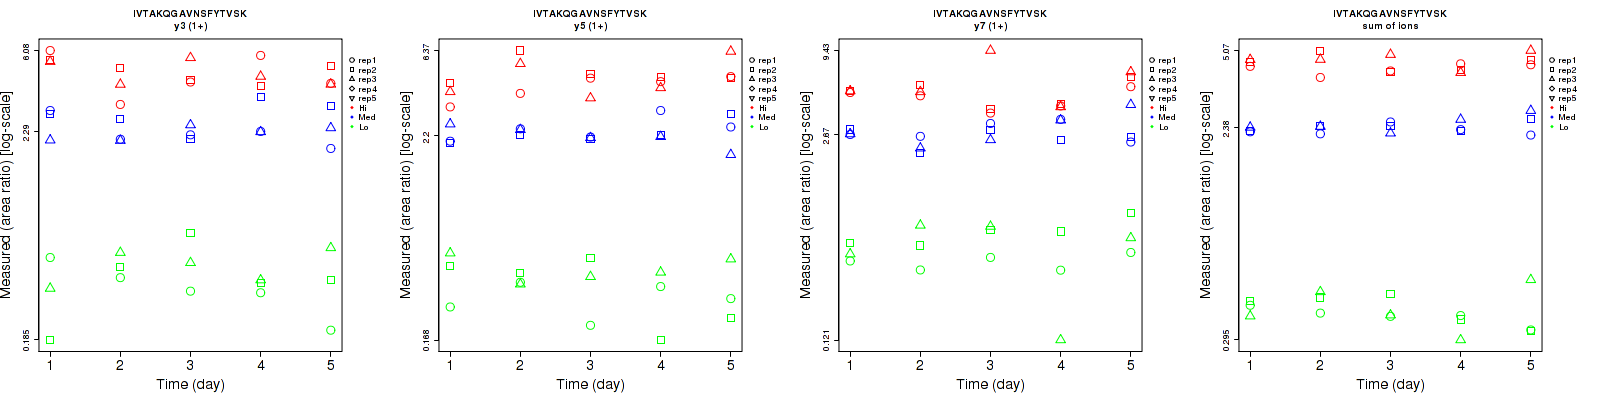 IVTAKQGAVNSFYTVSK
y3 (1+)
Measured (area ratio) [log-scale]
6.08
2.29
0.185
1 2 3 4 5
Time (day)
rep1
rep2
rep3
rep4
rep5
Hi
Med
Lo
IVTAKQGAVNSFYTVSK
y5 (1+)
Measured (area ratio) [log-scale]
6.37
2.2
0.168
1 2 3 4 5
Time (day)
rep1
rep2
rep3
rep4
rep5
Hi
Med
Lo
IVTAKQGAVNSFYTVSK
y7 (1+)
Measured (area ratio) [log-scale]
9.43
2.67
0.121
1 2 3 4 5
Time (day)
rep1
rep2
rep3
rep4
rep5
Hi
Med
Lo
IVTAKQGAVNSFYTVSK
sum of ions
Measured (area ratio) [log-scale]
5.07
2.38
0.295
1 2 3 4 5
Time (day)
rep1
rep2
rep3
rep4
rep5
Hi
Med
Lo